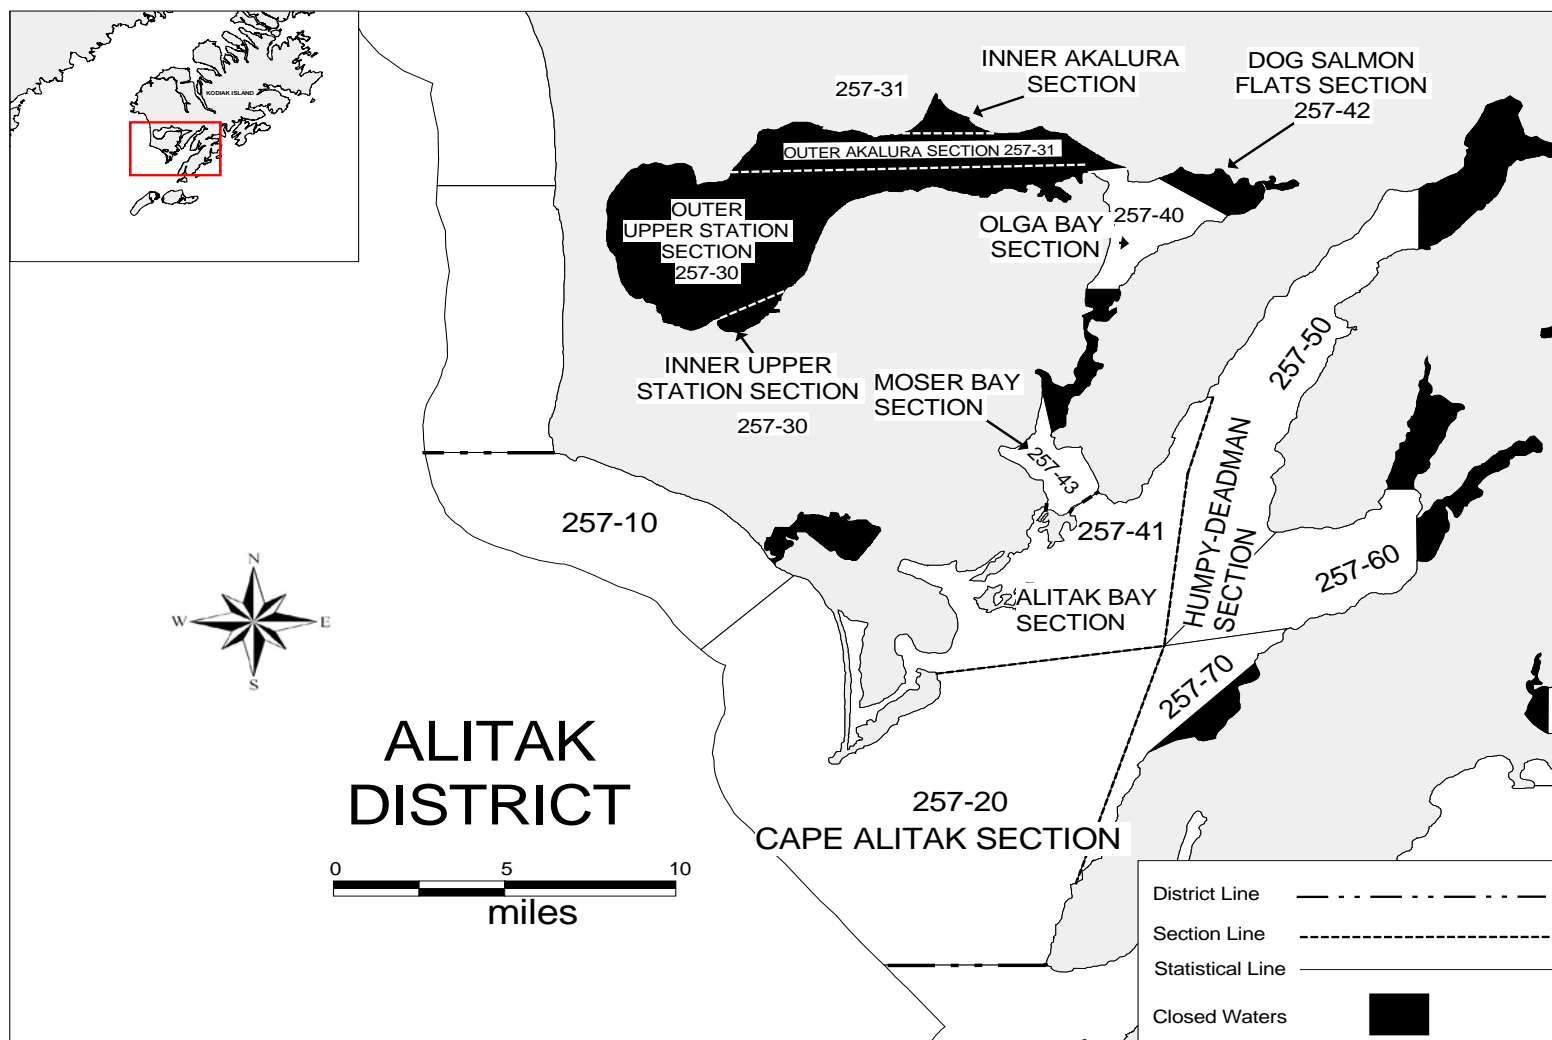 KODIAK ISLAND
257-31
INNER AKALURA
SECTION
DOG SALMON
FLATS SECTION
257-42
OUTER AKALURA SECTION 257-31
OUTER
UPPER STATION
SECTION
257-30
257-40
OLGA BAY
SECTION
INNER UPPER
STATION SECTION
257-30
MOSER BAY
SECTION
257-43
257-50
257-10
257-41
HUMPY-DEADMAN
SECTION
257-60
ALITAK BAY
SECTION
257-70
N
W
E
S
ALITAK
DISTRICT
0 5 10
miles
257-20
CAPE ALITAK SECTION
District Line
Section Line
Statistical Line
Closed Waters